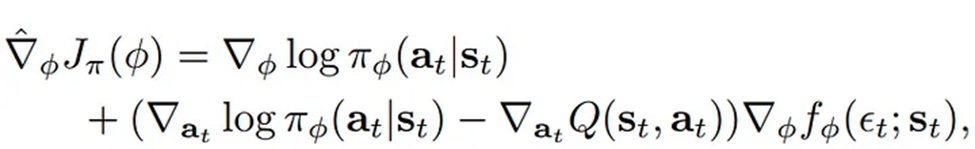 ∇̂_ϕ J_π(ϕ) = ∇_ϕ log π_ϕ(a_t|s_t)
+ (∇_{a_t} log π_ϕ(a_t|s_t) − ∇_{a_t} Q(s_t, a_t))∇_ϕ f_ϕ(ϵ_t; s_t),